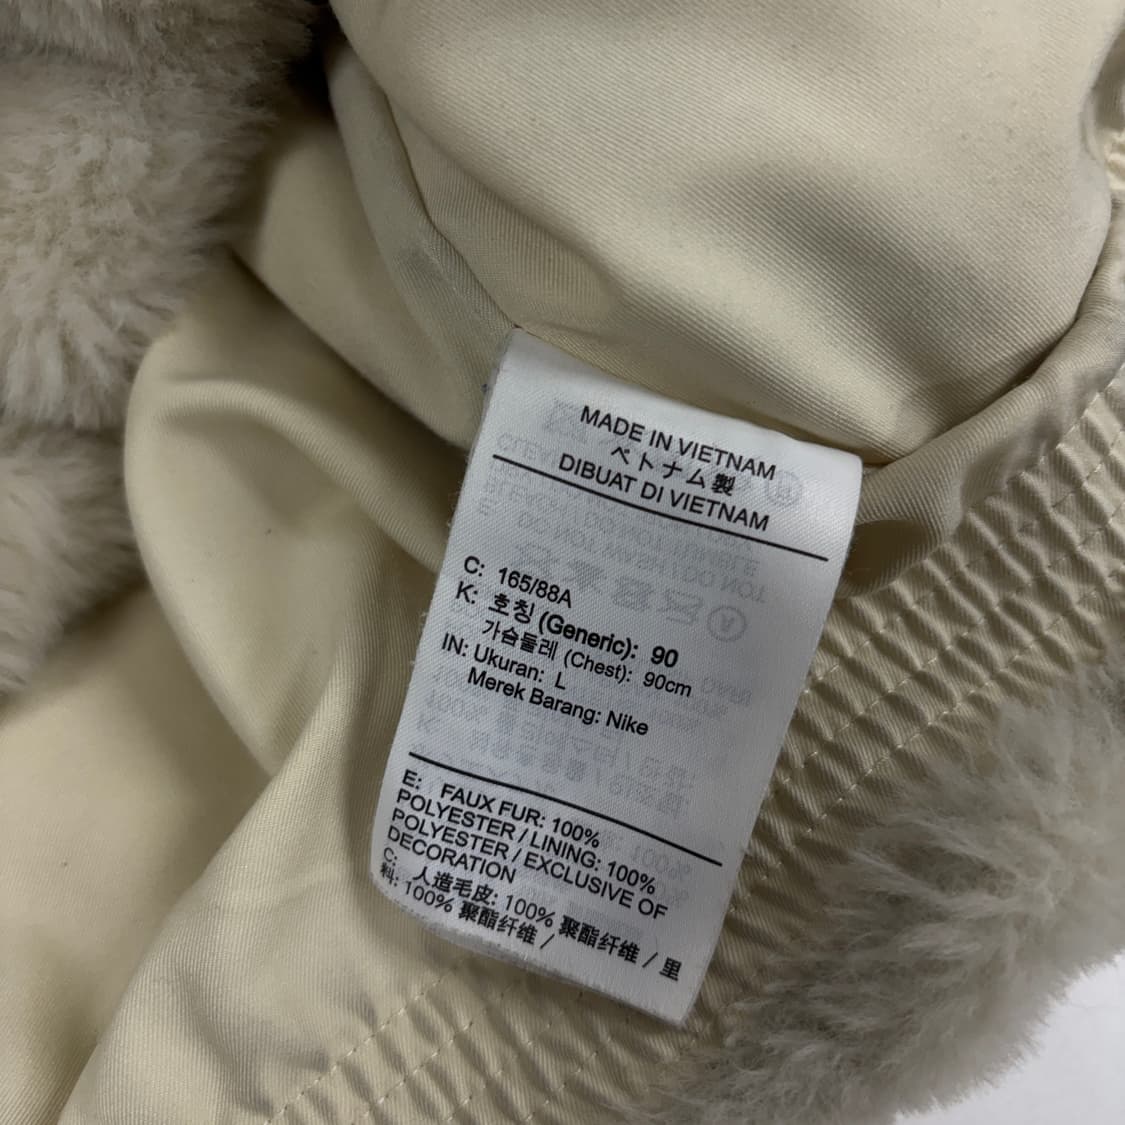 MADE IN VIETNAM
ベトナム製
DIBUAT DI VIETNAM
C: 165/88A
K: 호칭 (Generic): 90
가슴둘레 (Chest): 90cm
IN: Ukuran: L
Merek Barang: Nike
E: FAUX FUR: 100%
POLYESTER / LINING: 100%
POLYESTER / EXCLUSIVE OF
DECORATION
C: 人造毛皮: 100% 聚酯纤维 / 里
料: 100% 聚酯纤维 /